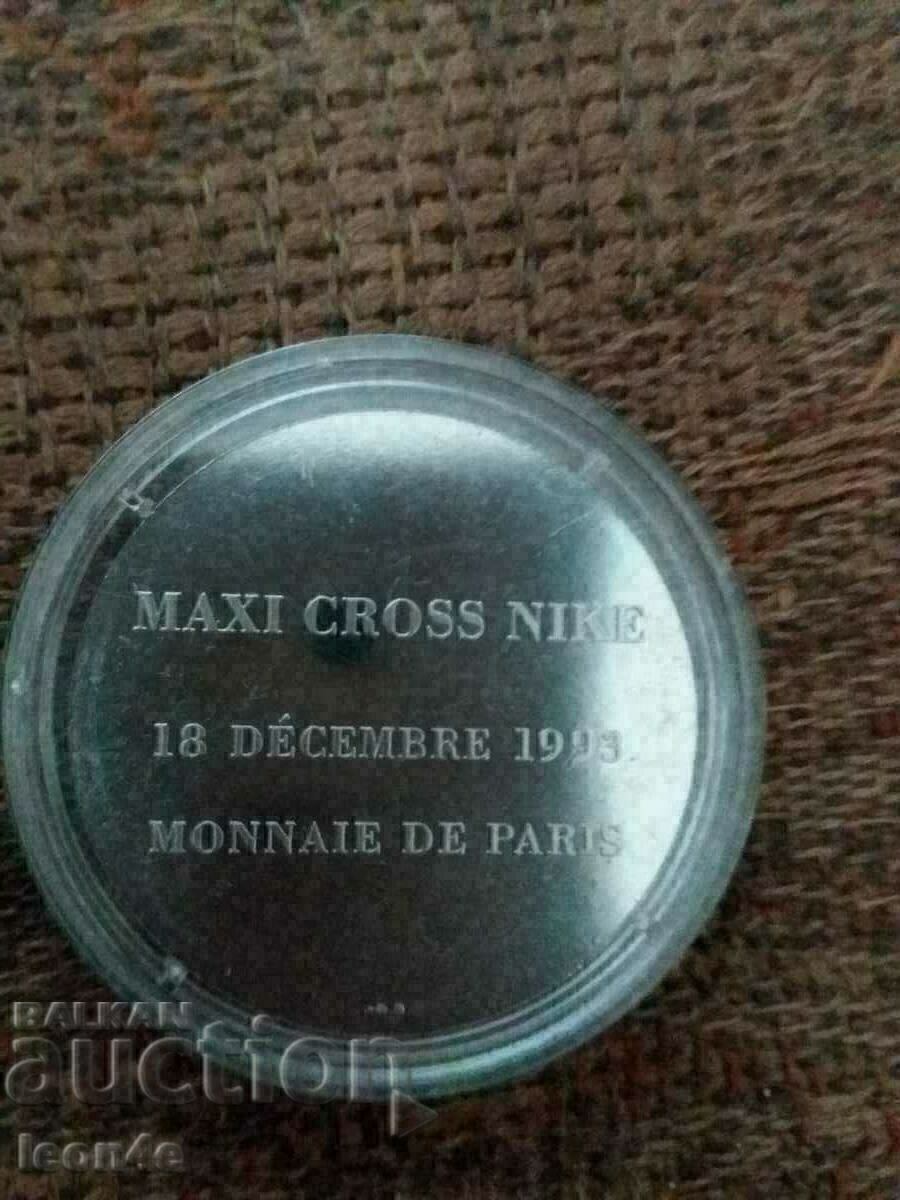 MAXI CROSS NIKE
18 DÉCEMBRE 1993
MONNAIE DE PARIS
BALKAN
auction
leon4e